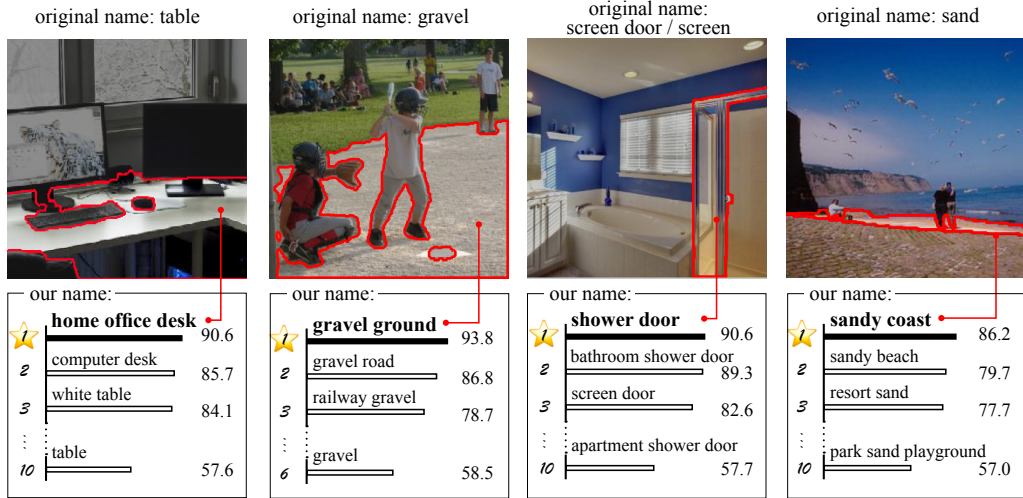 original name: table
our name:
1 home office desk 90.6
2 computer desk 85.7
3 white table 84.1
10 table 57.6
original name: gravel
our name:
1 gravel ground 93.8
2 gravel road 86.8
3 railway gravel 78.7
6 gravel 58.5
original name:
screen door / screen
our name:
1 shower door 90.6
2 bathroom shower door 89.3
3 screen door 82.6
10 apartment shower door 57.7
original name: sand
our name:
1 sandy coast 86.2
2 sandy beach 79.7
3 resort sand 77.7
10 park sand playground 57.0